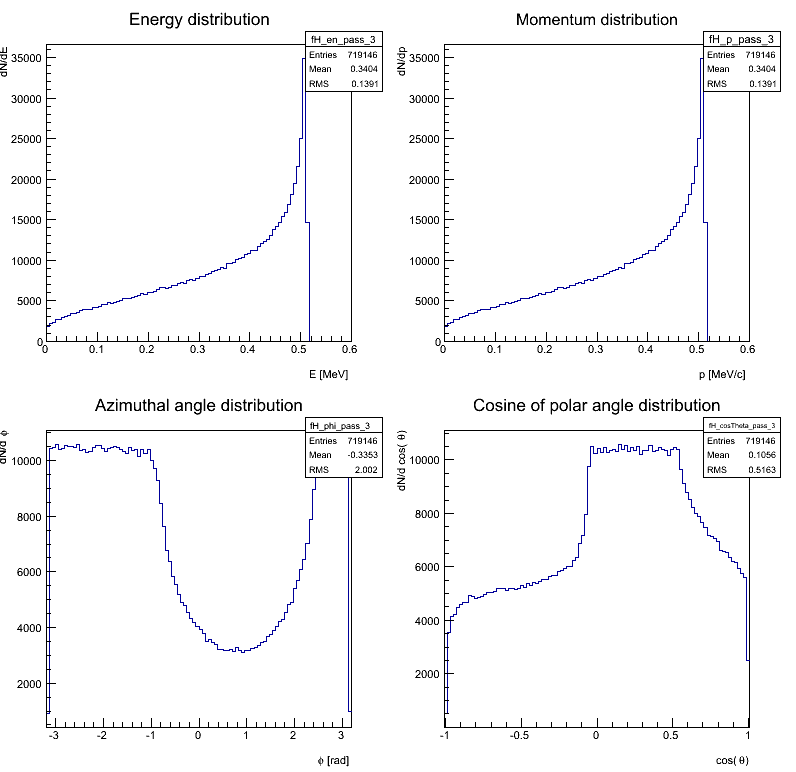 Energy distribution
dN/dE
fH_en_pass_3
Entries 719146
Mean 0.3404
RMS 0.1391
35000
30000
25000
20000
15000
10000
5000
0
0 0.1 0.2 0.3 0.4 0.5 0.6
E [MeV]
Momentum distribution
dN/dp
fH_p_pass_3
Entries 719146
Mean 0.3404
RMS 0.1391
35000
30000
25000
20000
15000
10000
5000
0
0 0.1 0.2 0.3 0.4 0.5 0.6
p [MeV/c]
Azimuthal angle distribution
dN/d ϕ
fH_phi_pass_3
Entries 719146
Mean -0.3353
RMS 2.002
10000
8000
6000
4000
2000
-3 -2 -1 0 1 2 3
ϕ [rad]
Cosine of polar angle distribution
dN/d cos( θ)
fH_cosTheta_pass_3
Entries 719146
Mean 0.1056
RMS 0.5163
10000
8000
6000
4000
2000
-1 -0.5 0 0.5 1
cos( θ)